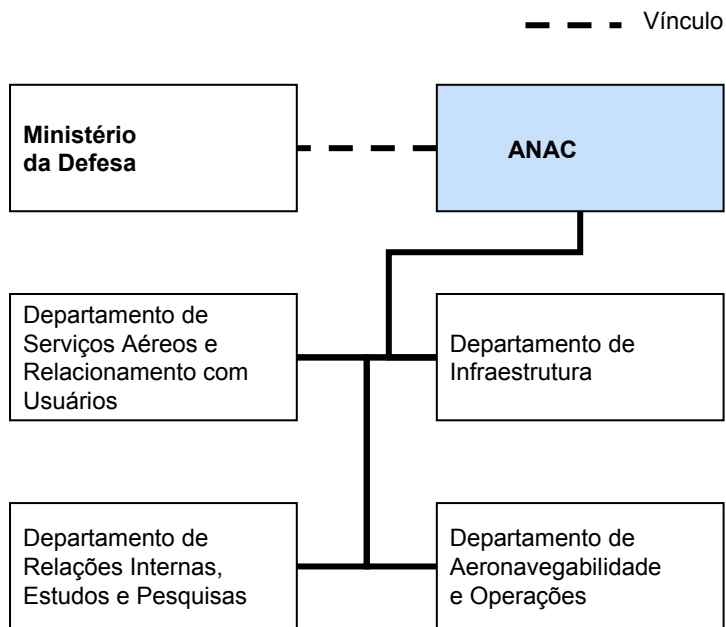 Vínculo
Ministério
da Defesa
ANAC
Departamento de
Serviços Aéreos e
Relacionamento com
Usuários
Departamento de
Infraestrutura
Departamento de
Relações Internas,
Estudos e Pesquisas
Departamento de
Aeronavegabilidade
e Operações